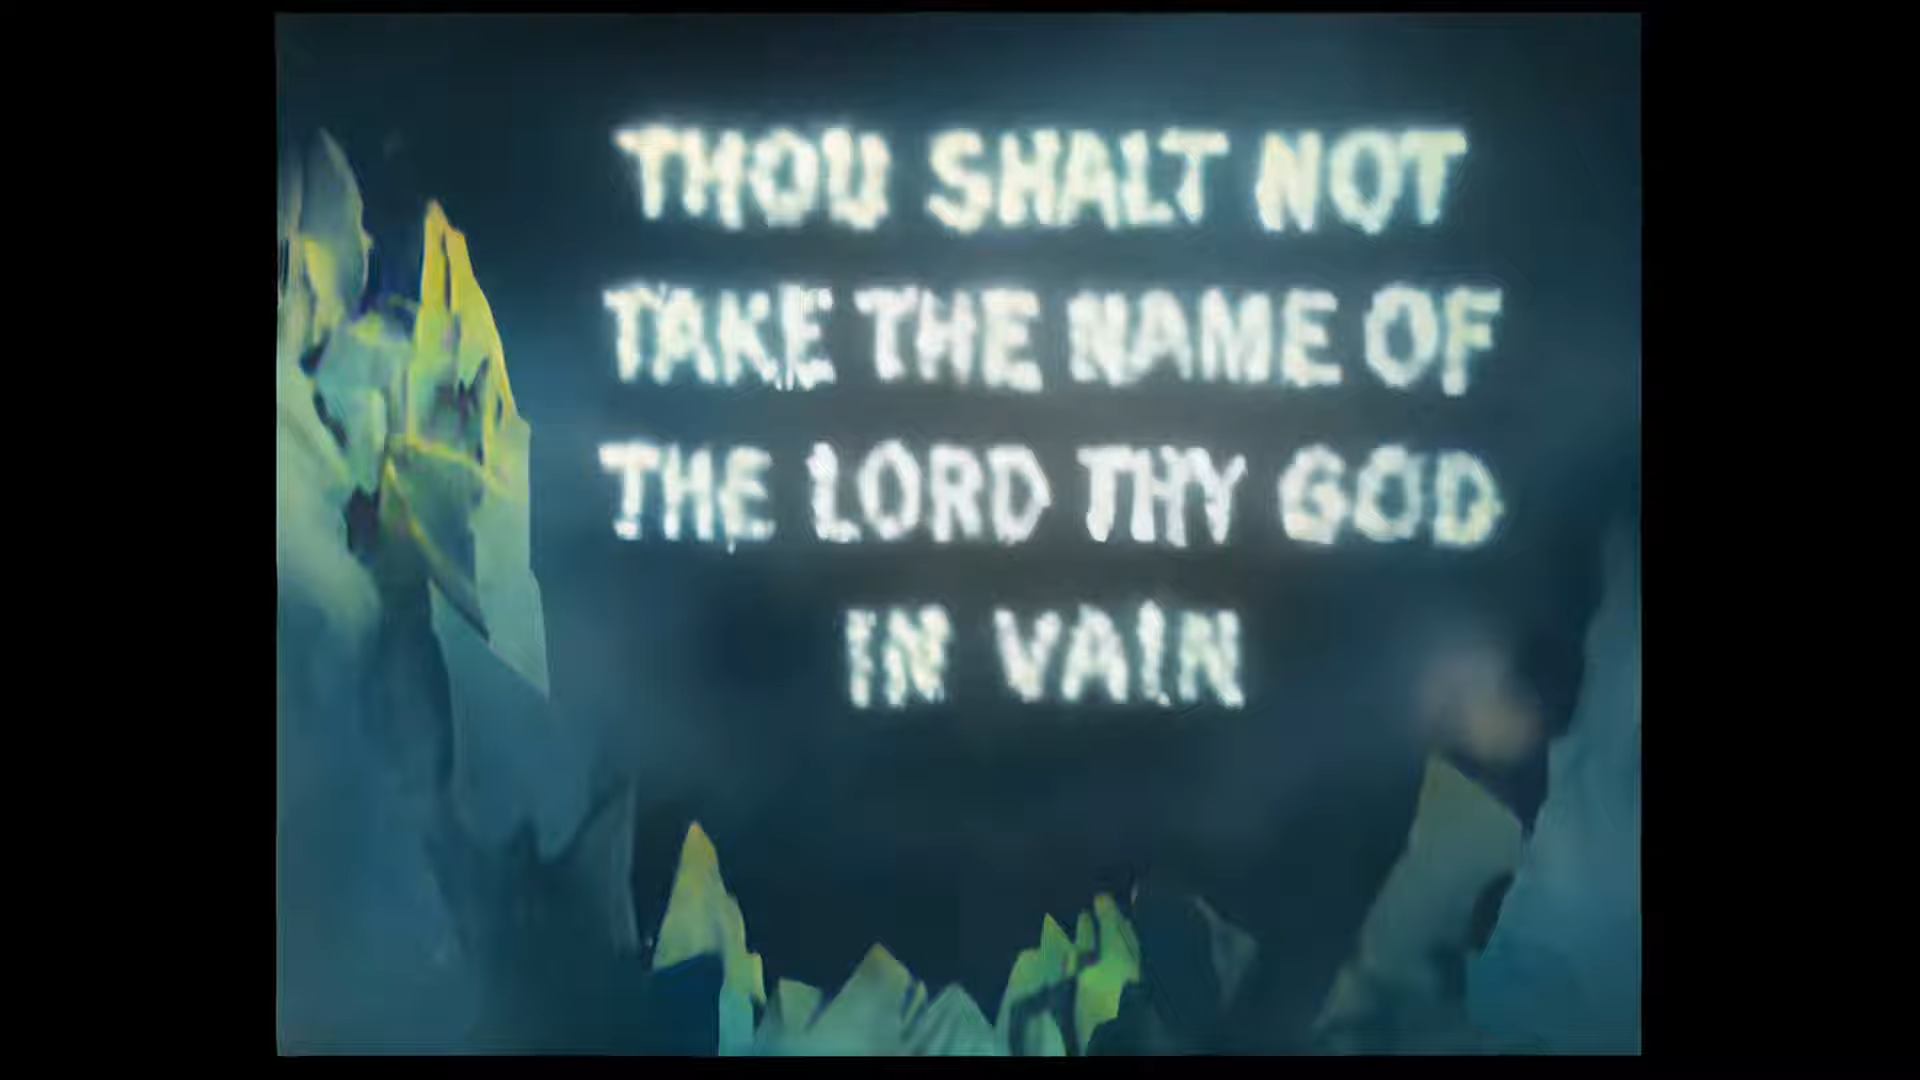 THOU SHALT NOT
TAKE THE NAME OF
THE LORD THY GOD
IN VAIN